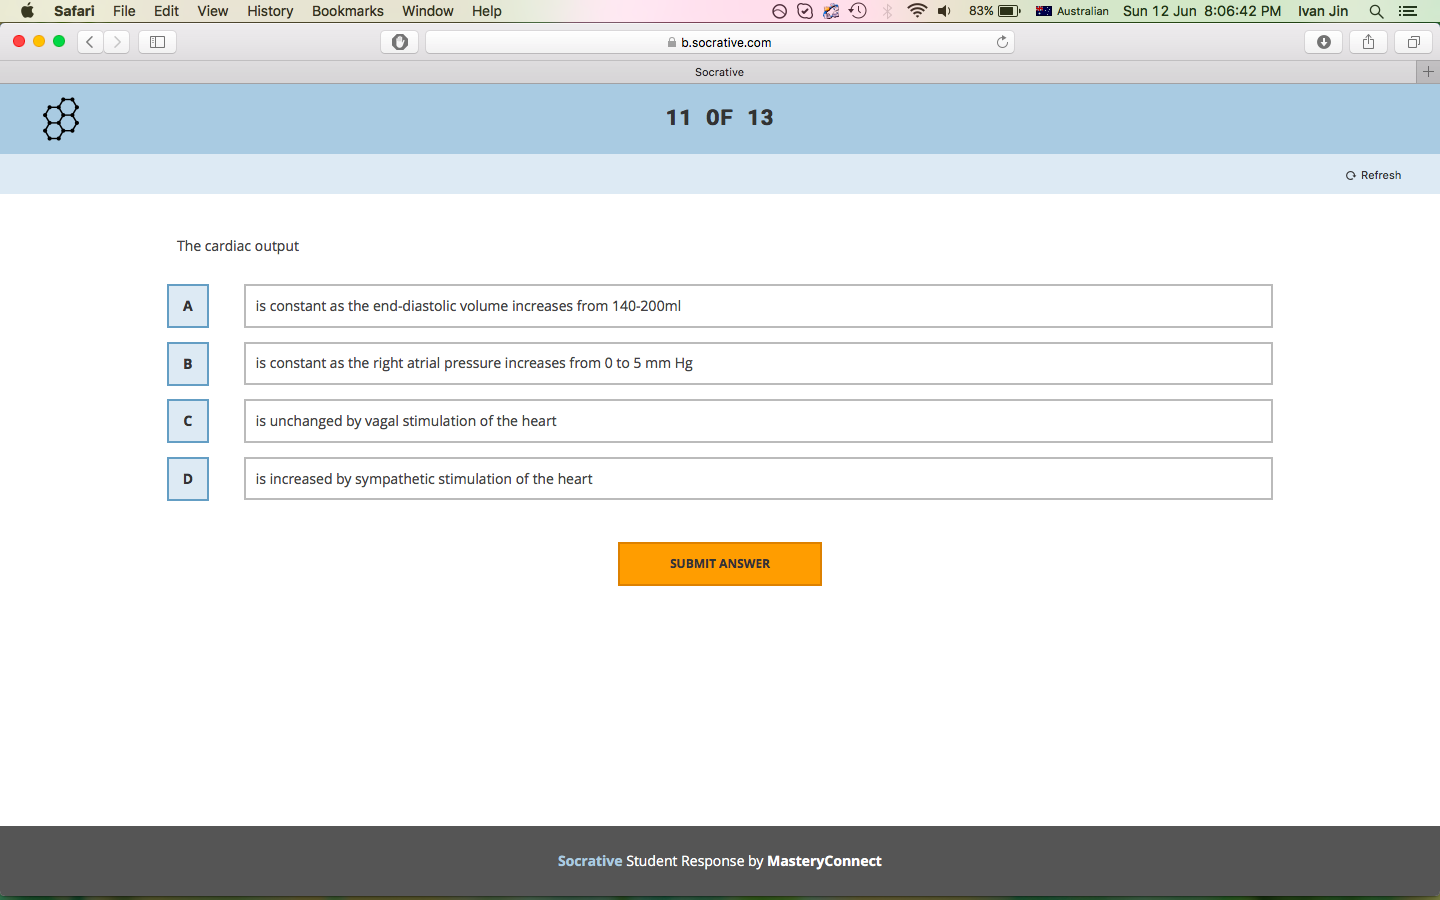 Safari File Edit View History Bookmarks Window Help 83% Australian Sun 12 Jun 8:06:42 PM Ivan Jin
b.socrative.com
Socrative
11 OF 13
Refresh
The cardiac output
A is constant as the end-diastolic volume increases from 140-200ml
B is constant as the right atrial pressure increases from 0 to 5 mm Hg
C is unchanged by vagal stimulation of the heart
D is increased by sympathetic stimulation of the heart
SUBMIT ANSWER
Socrative Student Response by MasteryConnect